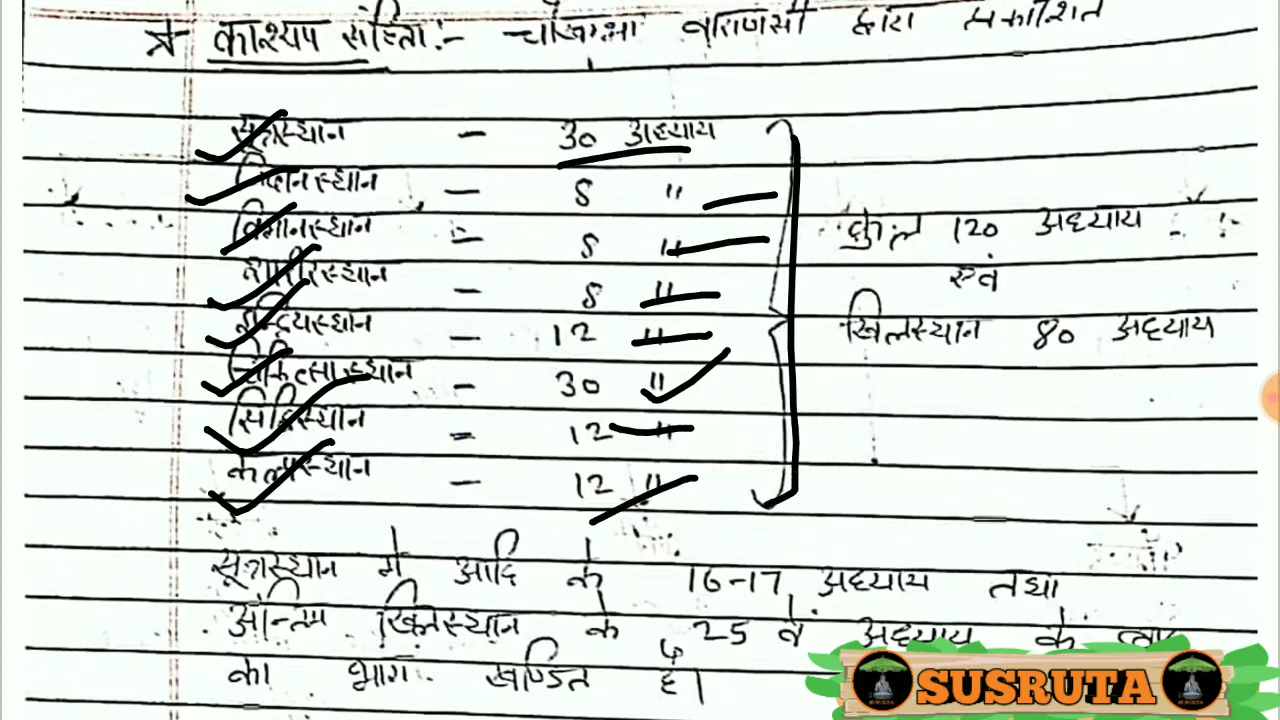 * काश्यप संहिता:- चौखम्भा वाराणसी द्वारा प्रकाशित
सूत्रस्थान - 30 अध्याय
निदानस्थान - 8 "
विमानस्थान - 8 "
शारीरस्थान - 8 "
इन्द्रियस्थान - 12 "
चिकित्सास्थान - 30 "
सिद्धिस्थान - 12 "
कल्पस्थान - 12 "
कुल 120 अध्याय
एवं
खिलस्थान 80 अध्याय
सूत्रस्थान में आदि के 16-17 अध्याय तथा
अन्तिम खिलस्थान के 25 वें अध्याय के बाद
का भाग खण्डित है।
SUSRUTA